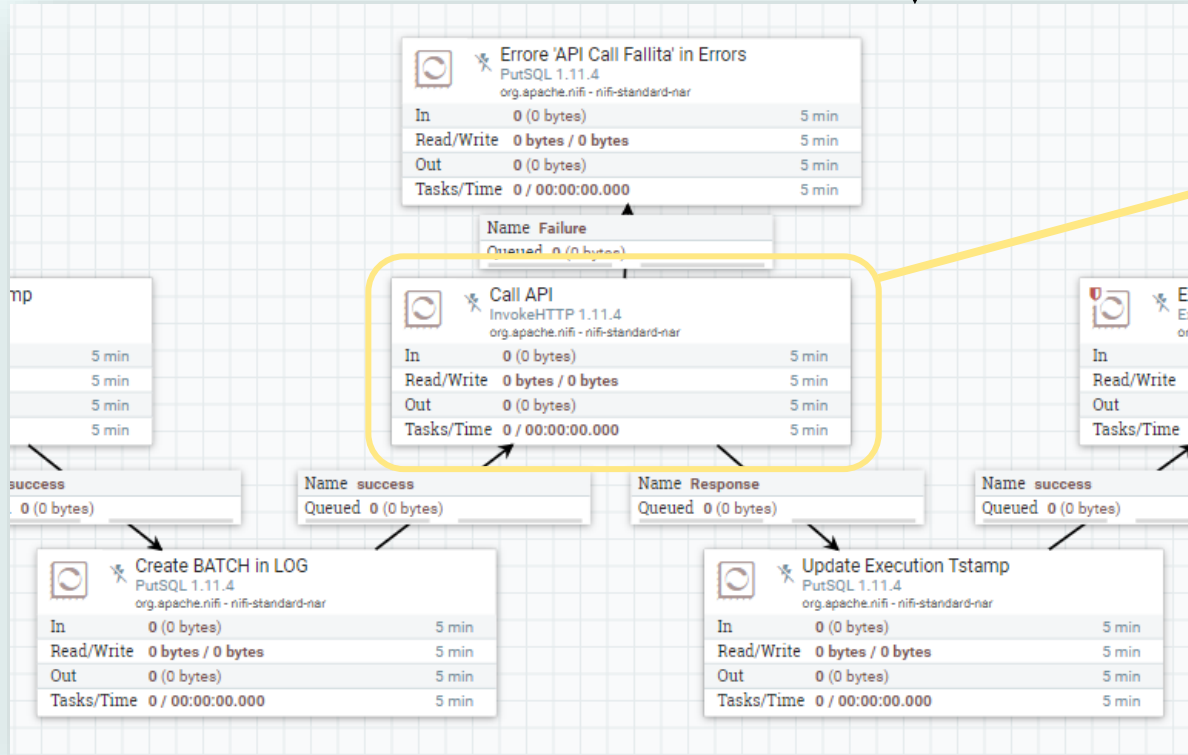 Errore 'API Call Fallita' in Errors
PutSQL 1.11.4
org.apache.nifi - nifi-standard-nar
In 0 (0 bytes) 5 min
Read/Write 0 bytes / 0 bytes 5 min
Out 0 (0 bytes) 5 min
Tasks/Time 0 / 00:00:00.000 5 min
Name Failure
Queued 0 (0 bytes)
mp
5 min
5 min
5 min
5 min
Call API
InvokeHTTP 1.11.4
org.apache.nifi - nifi-standard-nar
In 0 (0 bytes) 5 min
Read/Write 0 bytes / 0 bytes 5 min
Out 0 (0 bytes) 5 min
Tasks/Time 0 / 00:00:00.000 5 min
E
E
o
In
Read/Write
Out
Tasks/Time
success
0 (0 bytes)
Name success
Queued 0 (0 bytes)
Name Response
Queued 0 (0 bytes)
Name success
Queued 0 (0 bytes)
Create BATCH in LOG
PutSQL 1.11.4
org.apache.nifi - nifi-standard-nar
In 0 (0 bytes) 5 min
Read/Write 0 bytes / 0 bytes 5 min
Out 0 (0 bytes) 5 min
Tasks/Time 0 / 00:00:00.000 5 min
Update Execution Tstamp
PutSQL 1.11.4
org.apache.nifi - nifi-standard-nar
In 0 (0 bytes) 5 min
Read/Write 0 bytes / 0 bytes 5 min
Out 0 (0 bytes) 5 min
Tasks/Time 0 / 00:00:00.000 5 min